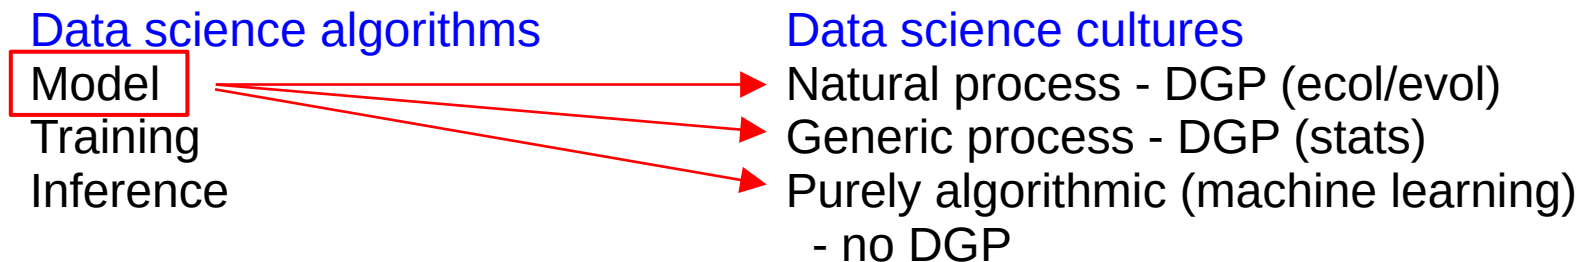 Data science algorithms
Model
Training
Inference
Data science cultures
Natural process - DGP (ecol/evol)
Generic process - DGP (stats)
Purely algorithmic (machine learning)
- no DGP